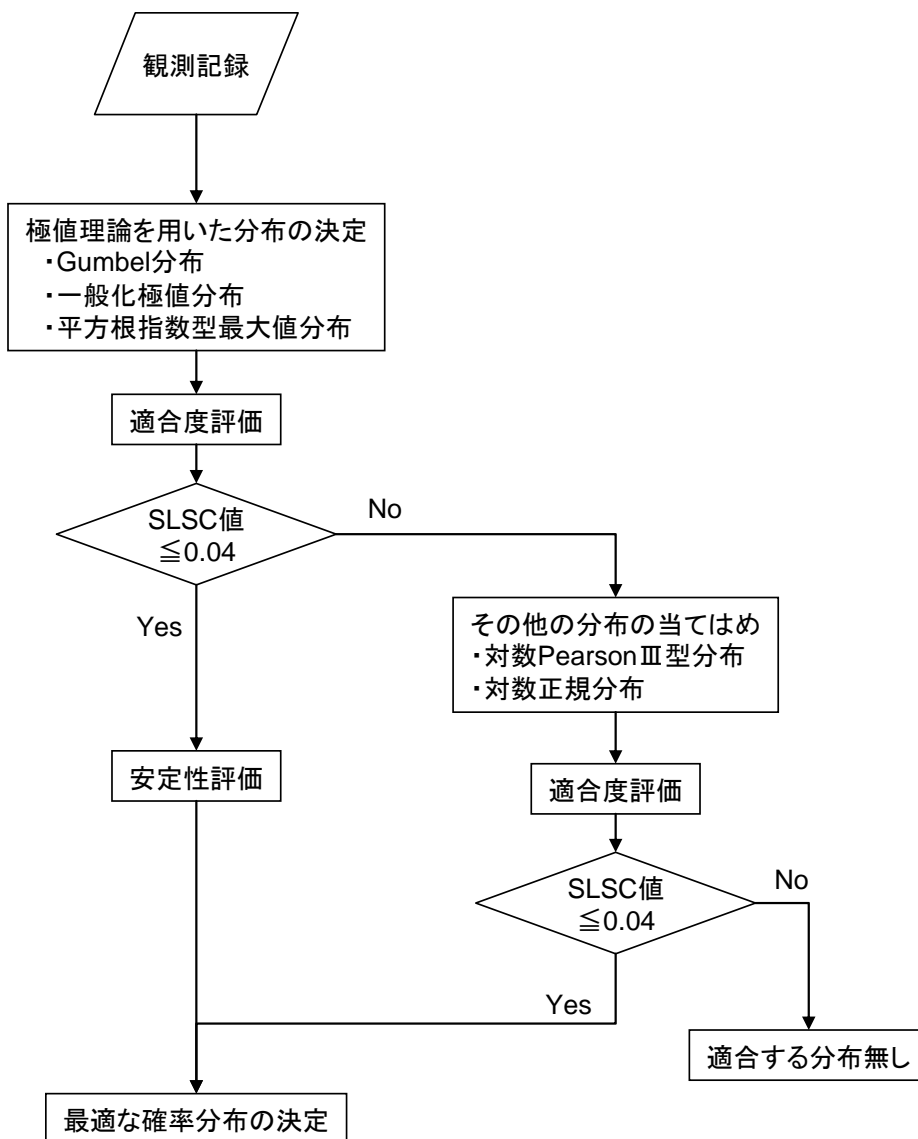 観測記録
極値理論を用いた分布の決定
・Gumbel分布
・一般化極値分布
・平方根指数型最大値分布
適合度評価
SLSC値
≦0.04
No
Yes
その他の分布の当てはめ
・対数PearsonⅢ型分布
・対数正規分布
安定性評価
適合度評価
SLSC値
≦0.04
No
Yes
適合する分布無し
最適な確率分布の決定